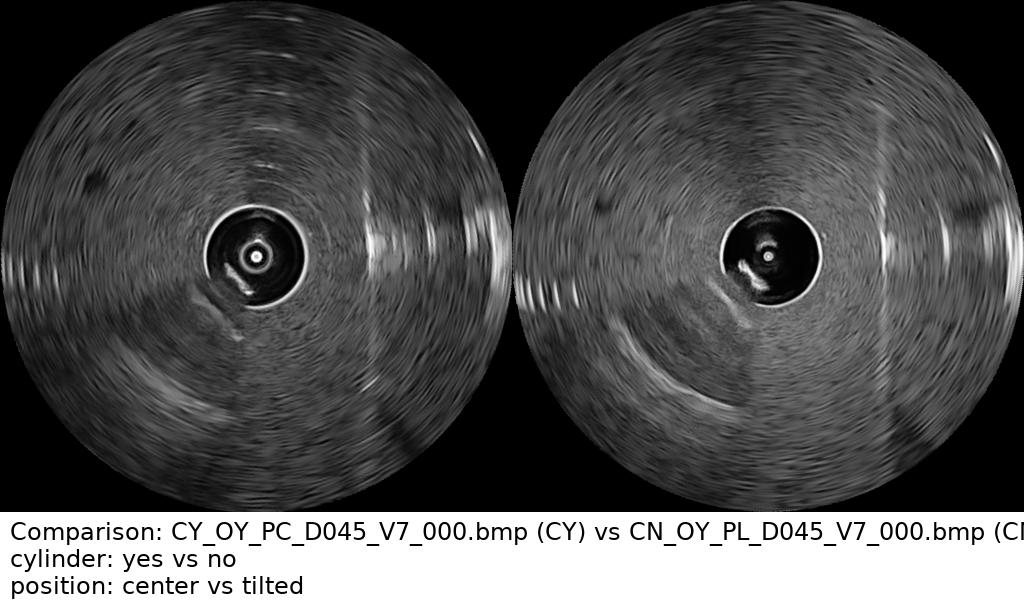 Comparison: CY_OY_PC_D045_V7_000.bmp (CY) vs CN_OY_PL_D045_V7_000.bmp
cylinder: yes vs no
position: center vs tilted